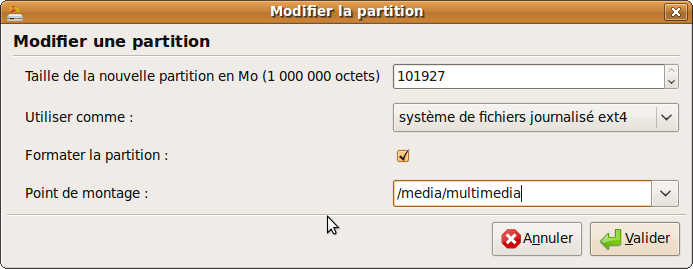 Modifier la partition
Modifier une partition
Taille de la nouvelle partition en Mo (1 000 000 octets) 101927
Utiliser comme : système de fichiers journalisé ext4
Formater la partition :
Point de montage : /media/multimedia
Annuler Valider